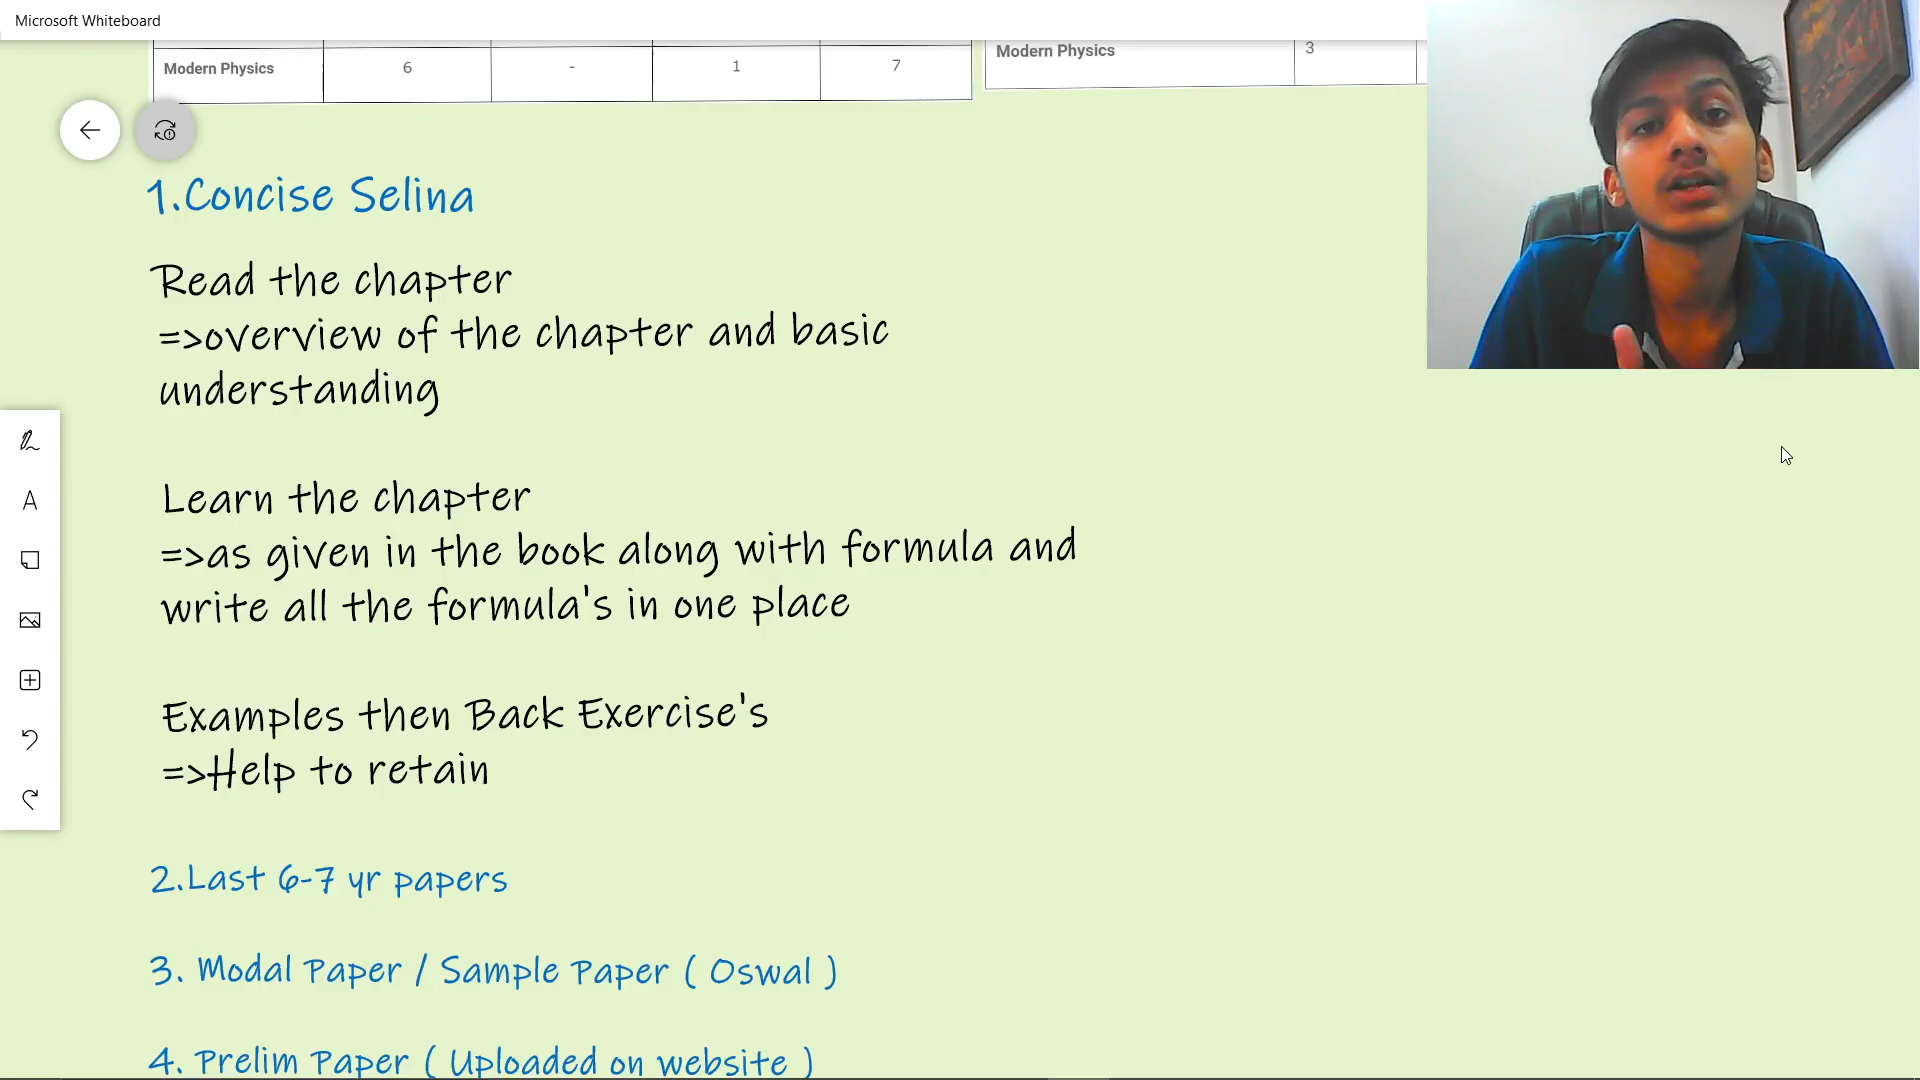 Microsoft Whiteboard
Modern Physics 6 - 1 7
Modern Physics 3
1.Concise Selina
Read the chapter
=>overview of the chapter and basic
understanding
Learn the chapter
=>as given in the book along with formula and
write all the formula's in one place
Examples then Back Exercise's
=>Help to retain
2.Last 6-7 yr papers
3. Modal Paper / Sample Paper ( Oswal )
4. Prelim Paper ( Uploaded on website )